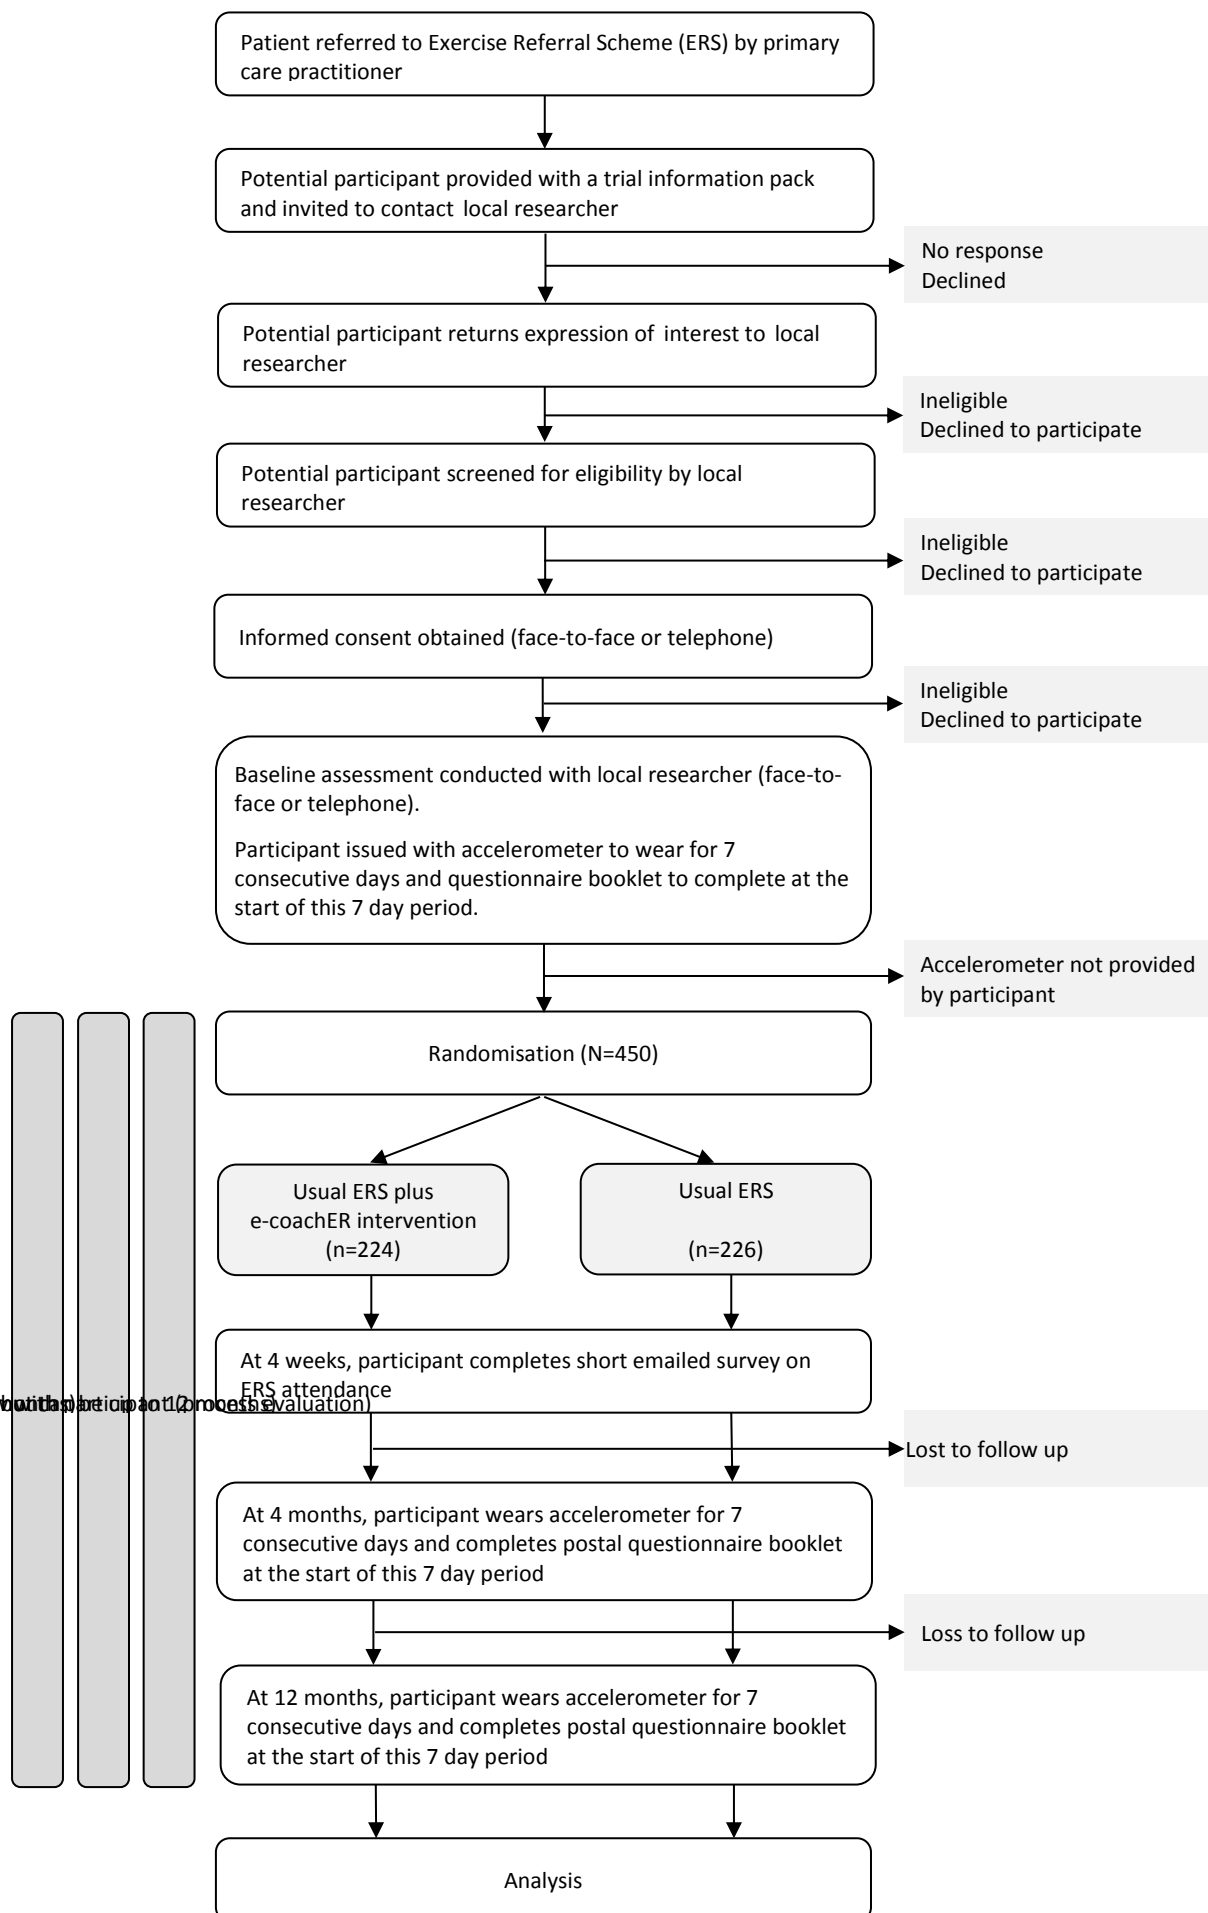 Patient referred to Exercise Referral Scheme (ERS) by primary
care practitioner
Potential participant provided with a trial information pack
and invited to contact local researcher
No response
Declined
Potential participant returns expression of interest to local
researcher
Ineligible
Declined to participate
Potential participant screened for eligibility by local
researcher
Ineligible
Declined to participate
Informed consent obtained (face-to-face or telephone)
Ineligible
Declined to participate
Baseline assessment conducted with local researcher (face-to-
face or telephone).
Participant issued with accelerometer to wear for 7
consecutive days and questionnaire booklet to complete at the
start of this 7 day period.
Accelerometer not provided
by participant
Randomisation (N=450)
Usual ERS plus
e-coachER intervention
(n=224)
Usual ERS
(n=226)
At 4 weeks, participant completes short emailed survey on
ERS attendance
evaluation)
Lost to follow up
At 4 months, participant wears accelerometer for 7
consecutive days and completes postal questionnaire booklet
at the start of this 7 day period
Loss to follow up
At 12 months, participant wears accelerometer for 7
consecutive days and completes postal questionnaire booklet
at the start of this 7 day period
Analysis